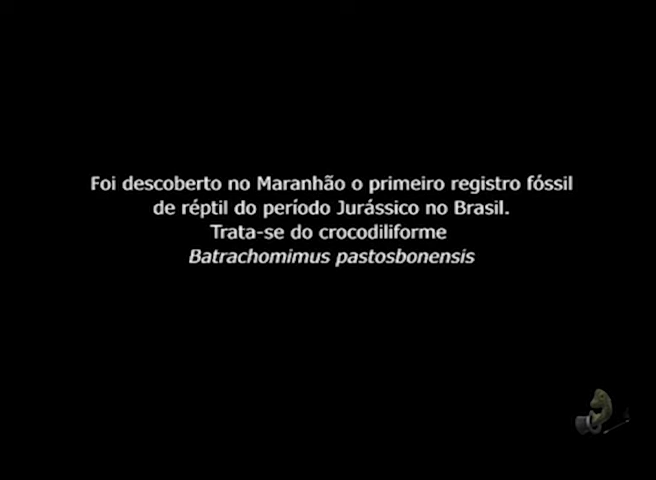 Foi descoberto no Maranhão o primeiro registro fóssil
de réptil do período Jurássico no Brasil.
Trata-se do crocodiliforme
Batrachomimus pastosbonensis